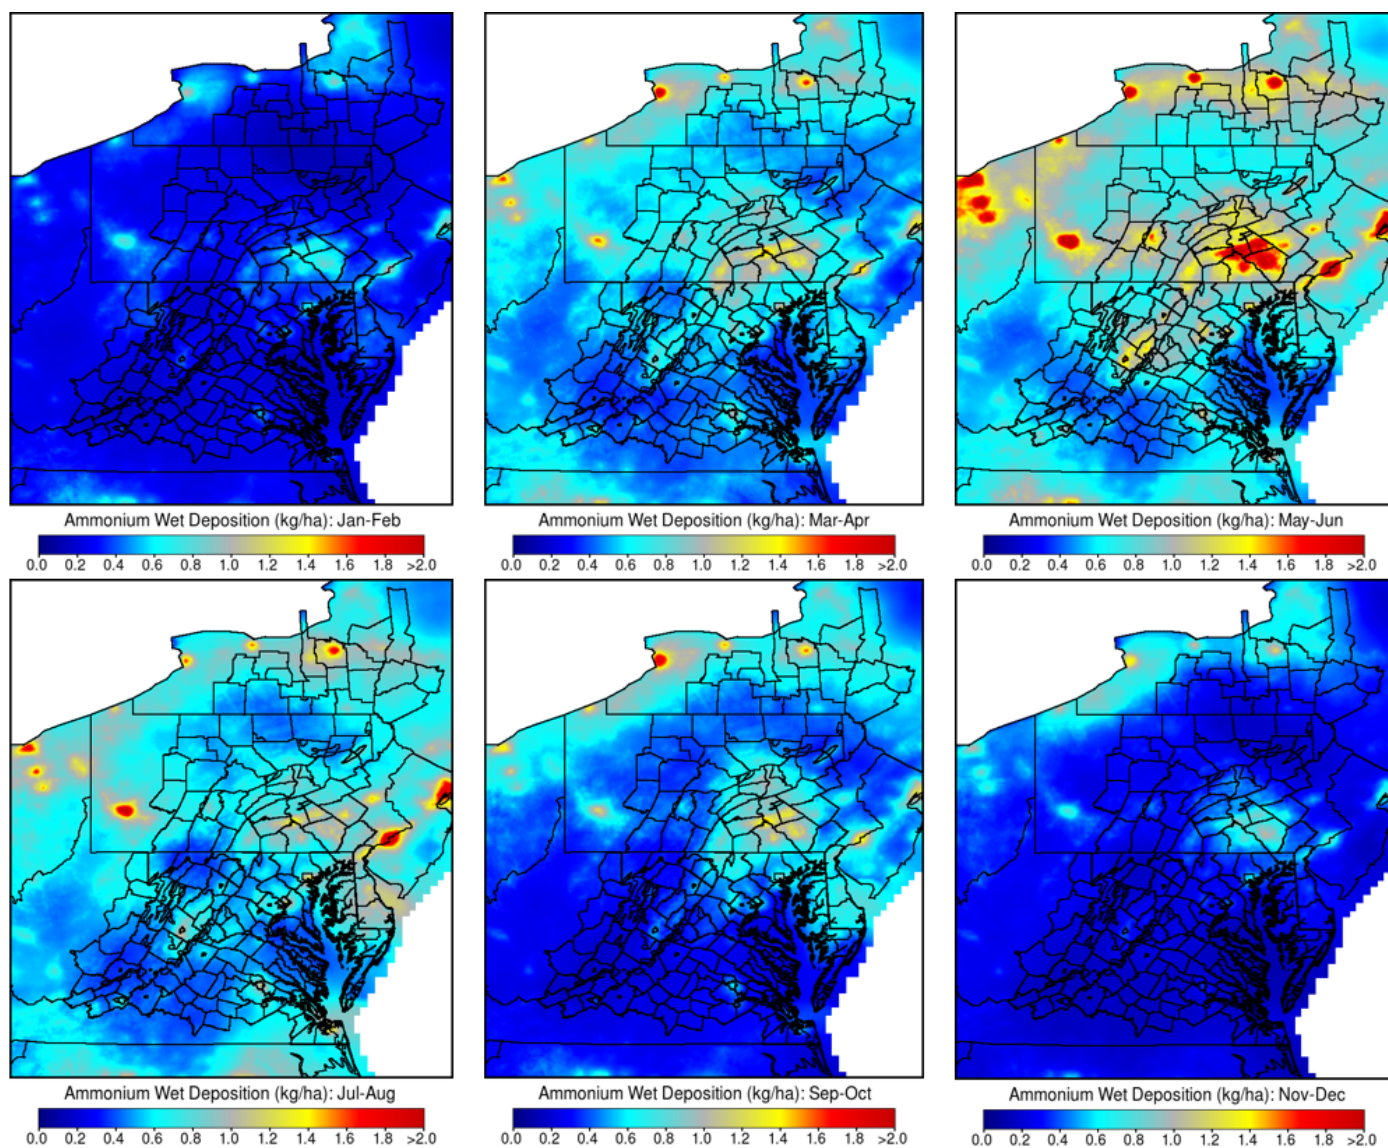 Ammonium Wet Deposition (kg/ha): Jan-Feb
0.0 0.2 0.4 0.6 0.8 1.0 1.2 1.4 1.6 1.8 >2.0
Ammonium Wet Deposition (kg/ha): Mar-Apr
0.0 0.2 0.4 0.6 0.8 1.0 1.2 1.4 1.6 1.8 >2.0
Ammonium Wet Deposition (kg/ha): May-Jun
0.0 0.2 0.4 0.6 0.8 1.0 1.2 1.4 1.6 1.8 >2.0
Ammonium Wet Deposition (kg/ha): Jul-Aug
0.0 0.2 0.4 0.6 0.8 1.0 1.2 1.4 1.6 1.8 >2.0
Ammonium Wet Deposition (kg/ha): Sep-Oct
0.0 0.2 0.4 0.6 0.8 1.0 1.2 1.4 1.6 1.8 >2.0
Ammonium Wet Deposition (kg/ha): Nov-Dec
0.0 0.2 0.4 0.6 0.8 1.0 1.2 1.4 1.6 1.8 >2.0